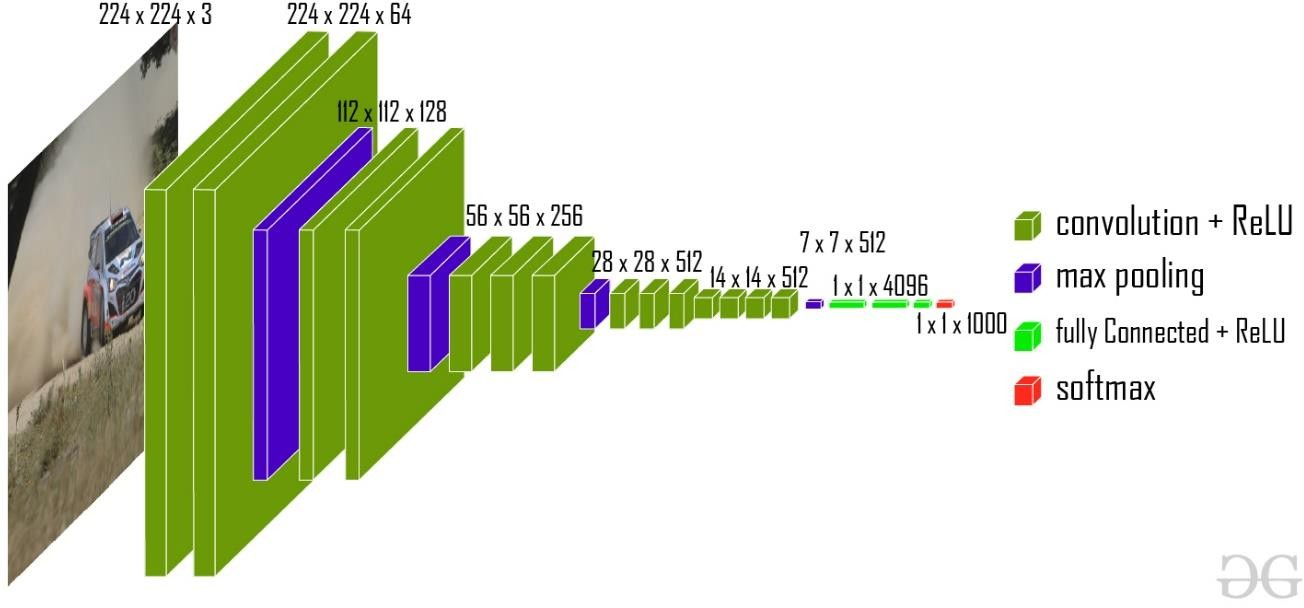 224 x 224 x 3
224 x 224 x 64
112 x 112 x 128
56 x 56 x 256
28 x 28 x 512
14 x 14 x 512
7 x 7 x 512
1 x 1 x 4096
1 x 1 x 1000
convolution + ReLU
max pooling
fully Connected + ReLU
softmax